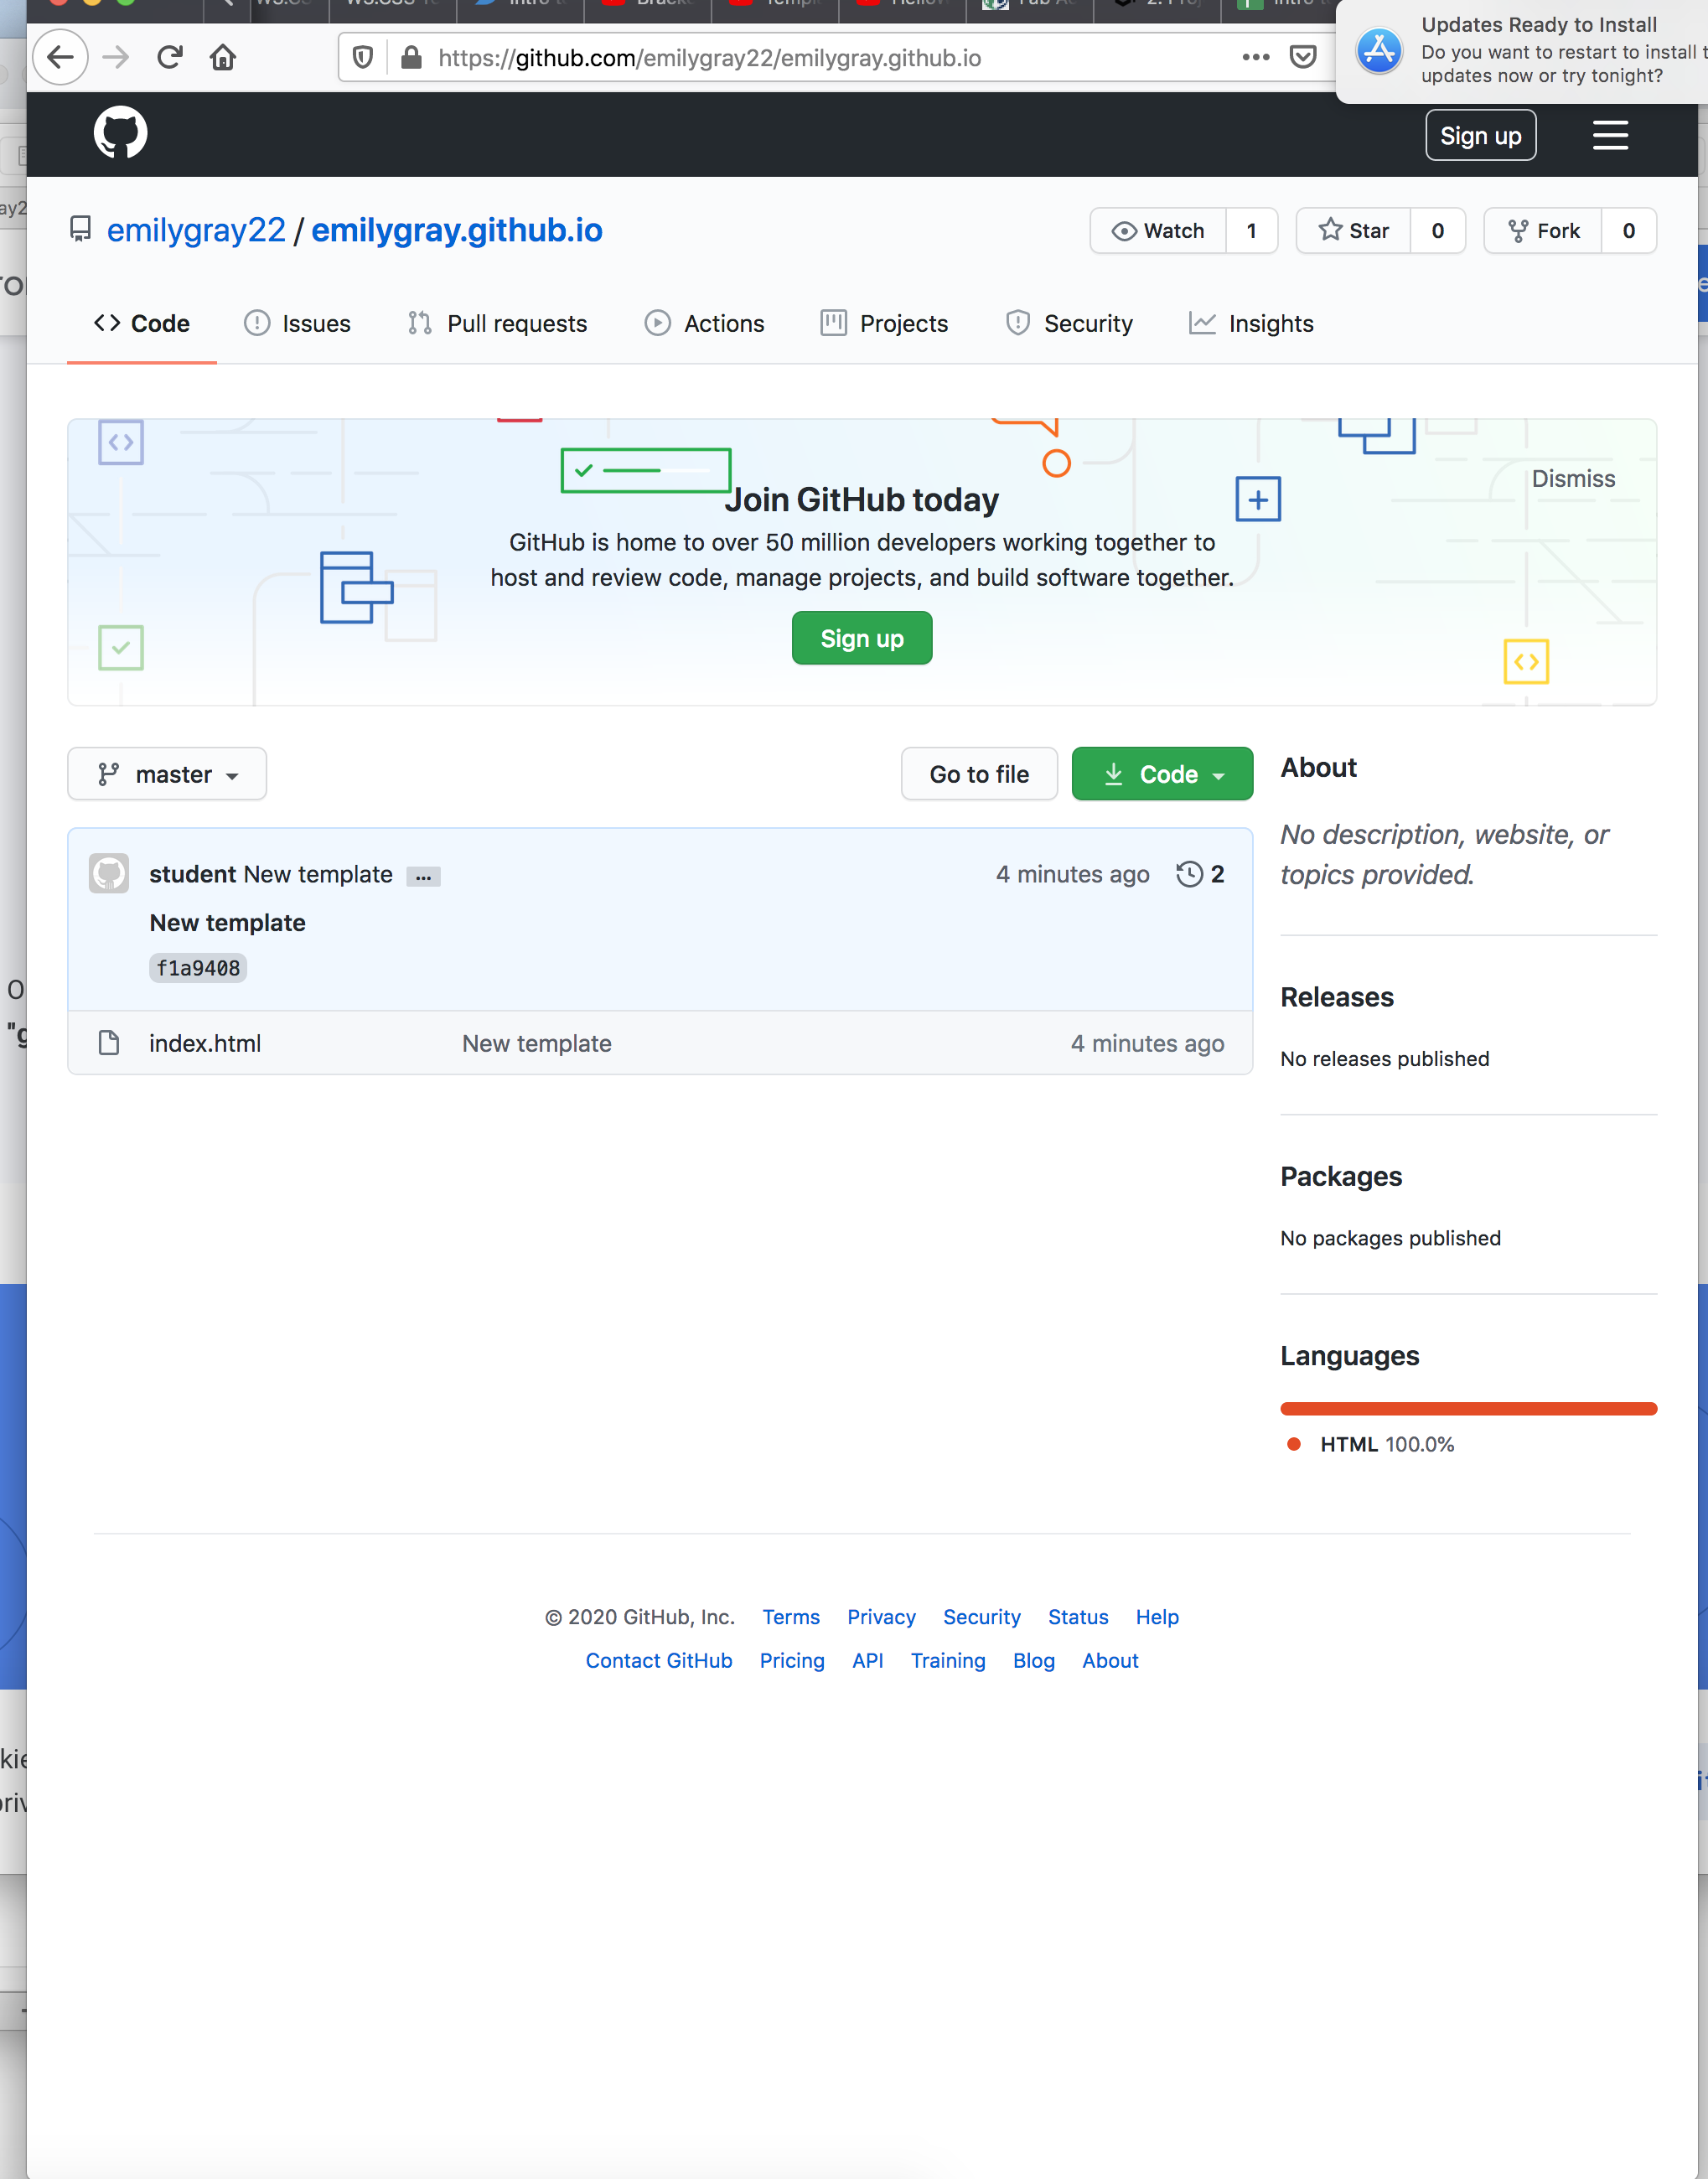 Updates Ready to Install
Do you want to restart to install
updates now or try tonight?
https://github.com/emilygray22/emilygray.github.io
Sign up
emilygray22 / emilygray.github.io
Watch 1 Star 0 Fork 0
Code Issues Pull requests Actions Projects Security Insights
Dismiss
Join GitHub today
GitHub is home to over 50 million developers working together to
host and review code, manage projects, and build software together.
Sign up
master Go to file Code
student New template ... 4 minutes ago 2
New template
f1a9408
index.html New template 4 minutes ago
About
No description, website, or
topics provided.
Releases
No releases published
Packages
No packages published
Languages
HTML 100.0%
© 2020 GitHub, Inc. Terms Privacy Security Status Help
Contact GitHub Pricing API Training Blog About